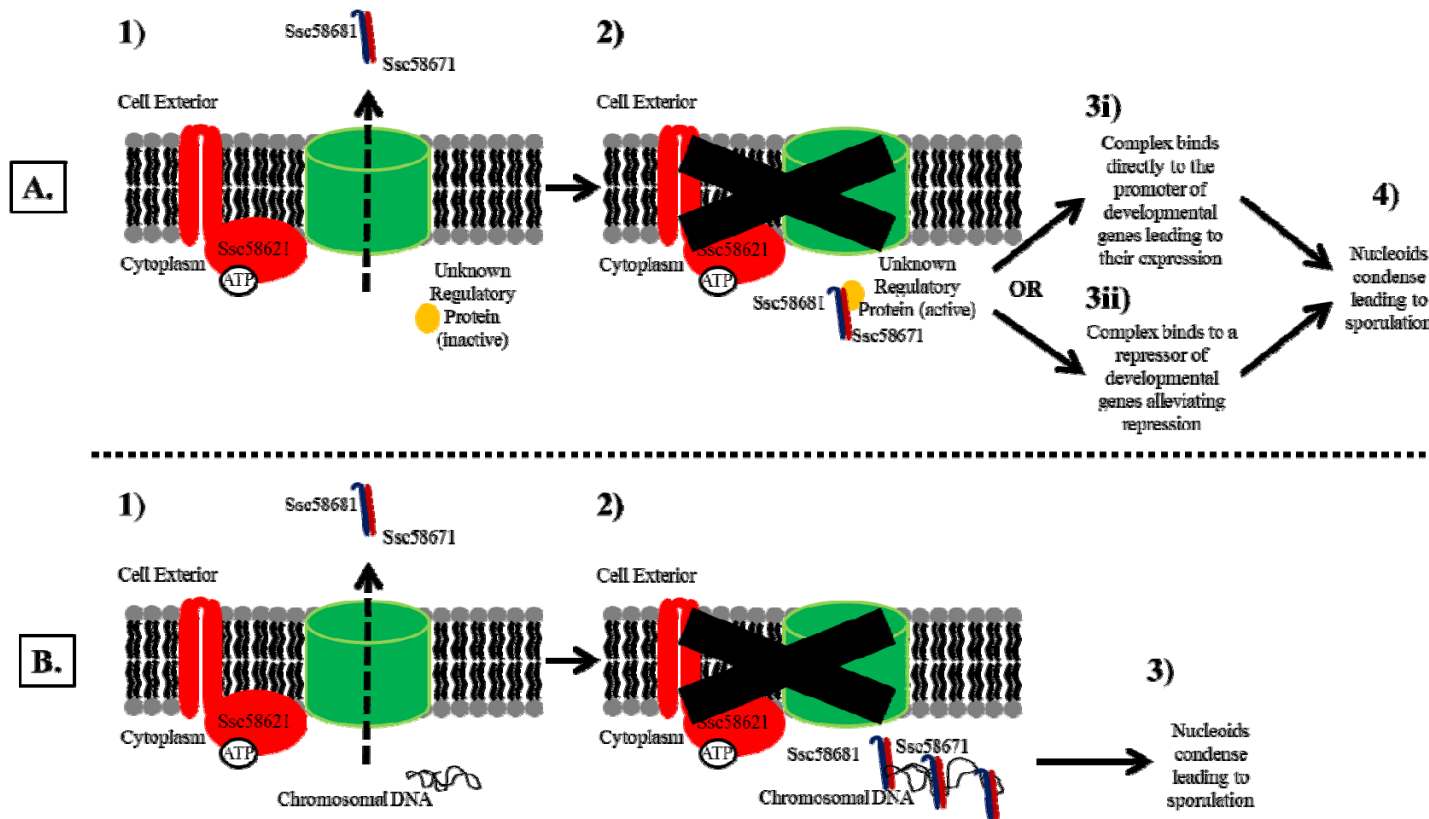 A.
1)
Ssc58681
Ssc58671
Cell Exterior
Ssc58621
Cytoplasm
ATP
Unknown
Regulatory
Protein
(inactive)
2)
Cell Exterior
Ssc58621
Cytoplasm
ATP
Unknown
Regulatory
Protein (active)
Ssc58681
Ssc58671
3i)
Complex binds
directly to the
promoter of
developmental
genes leading to
their expression
OR
3ii)
Complex binds to a
repressor of
developmental
genes alleviating
repression
4)
Nucleoids
condense
leading to
sporulation
B.
1)
Ssc58681
Ssc58671
Cell Exterior
Ssc58621
Cytoplasm
ATP
Chromosomal DNA
2)
Cell Exterior
Ssc58621
Cytoplasm
ATP
Ssc58681
Ssc58671
Chromosomal DNA
3)
Nucleoids
condense
leading to
sporulation